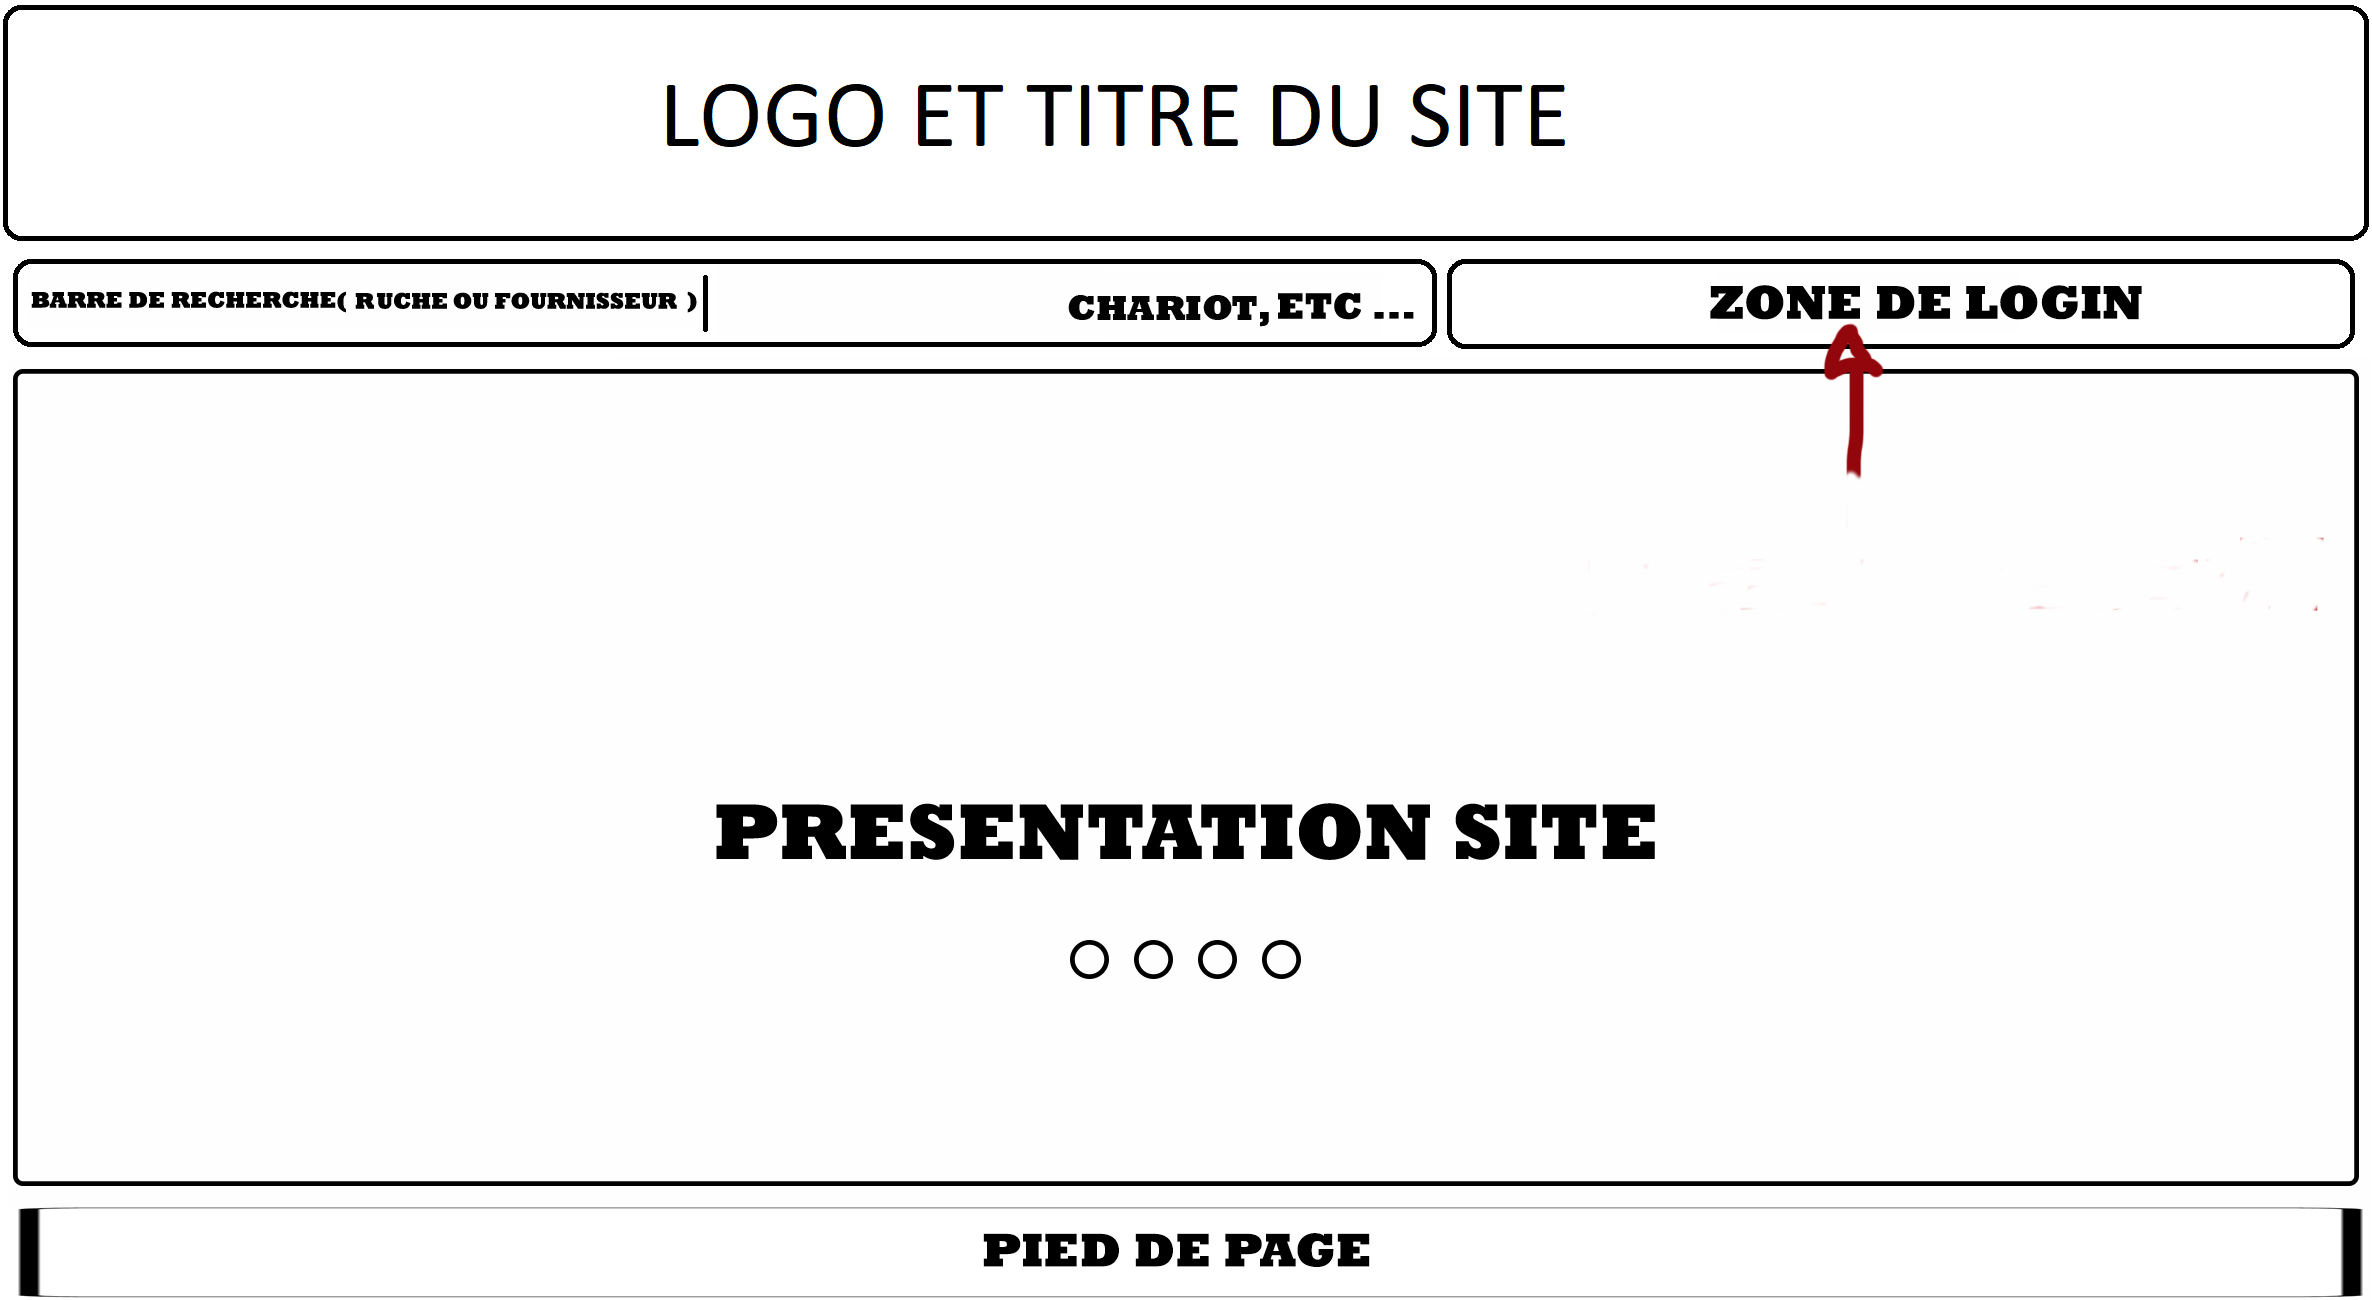 LOGO ET TITRE DU SITE
BARRE DE RECHERCHE( RUCHE OU FOURNISSEUR )
CHARIOT, ETC ...
ZONE DE LOGIN
PRESENTATION SITE
PIED DE PAGE